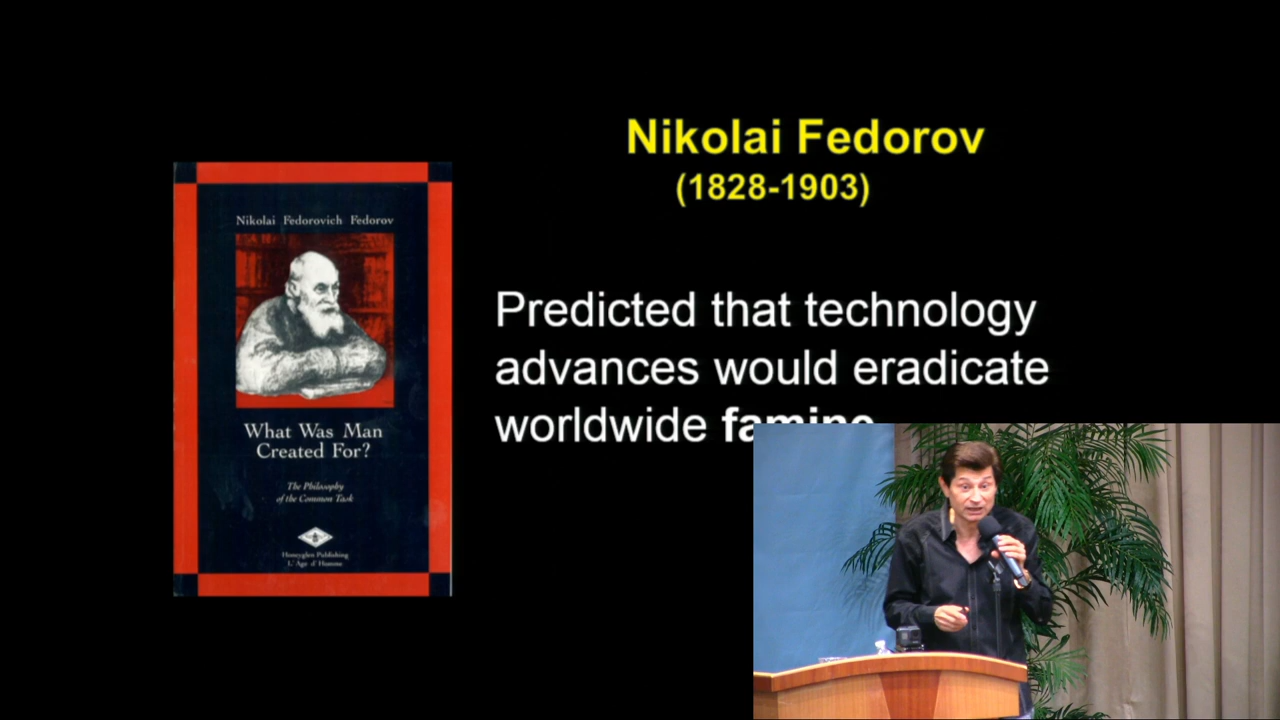 Nikolai Fedorov
(1828-1903)
Nikolai Fedorovich Fedorov
What Was Man
Created For?
The Philosophy
of the Common Task
Honeyglen Publishing
L'Age d'Homme
Predicted that technology
advances would eradicate
worldwide famine